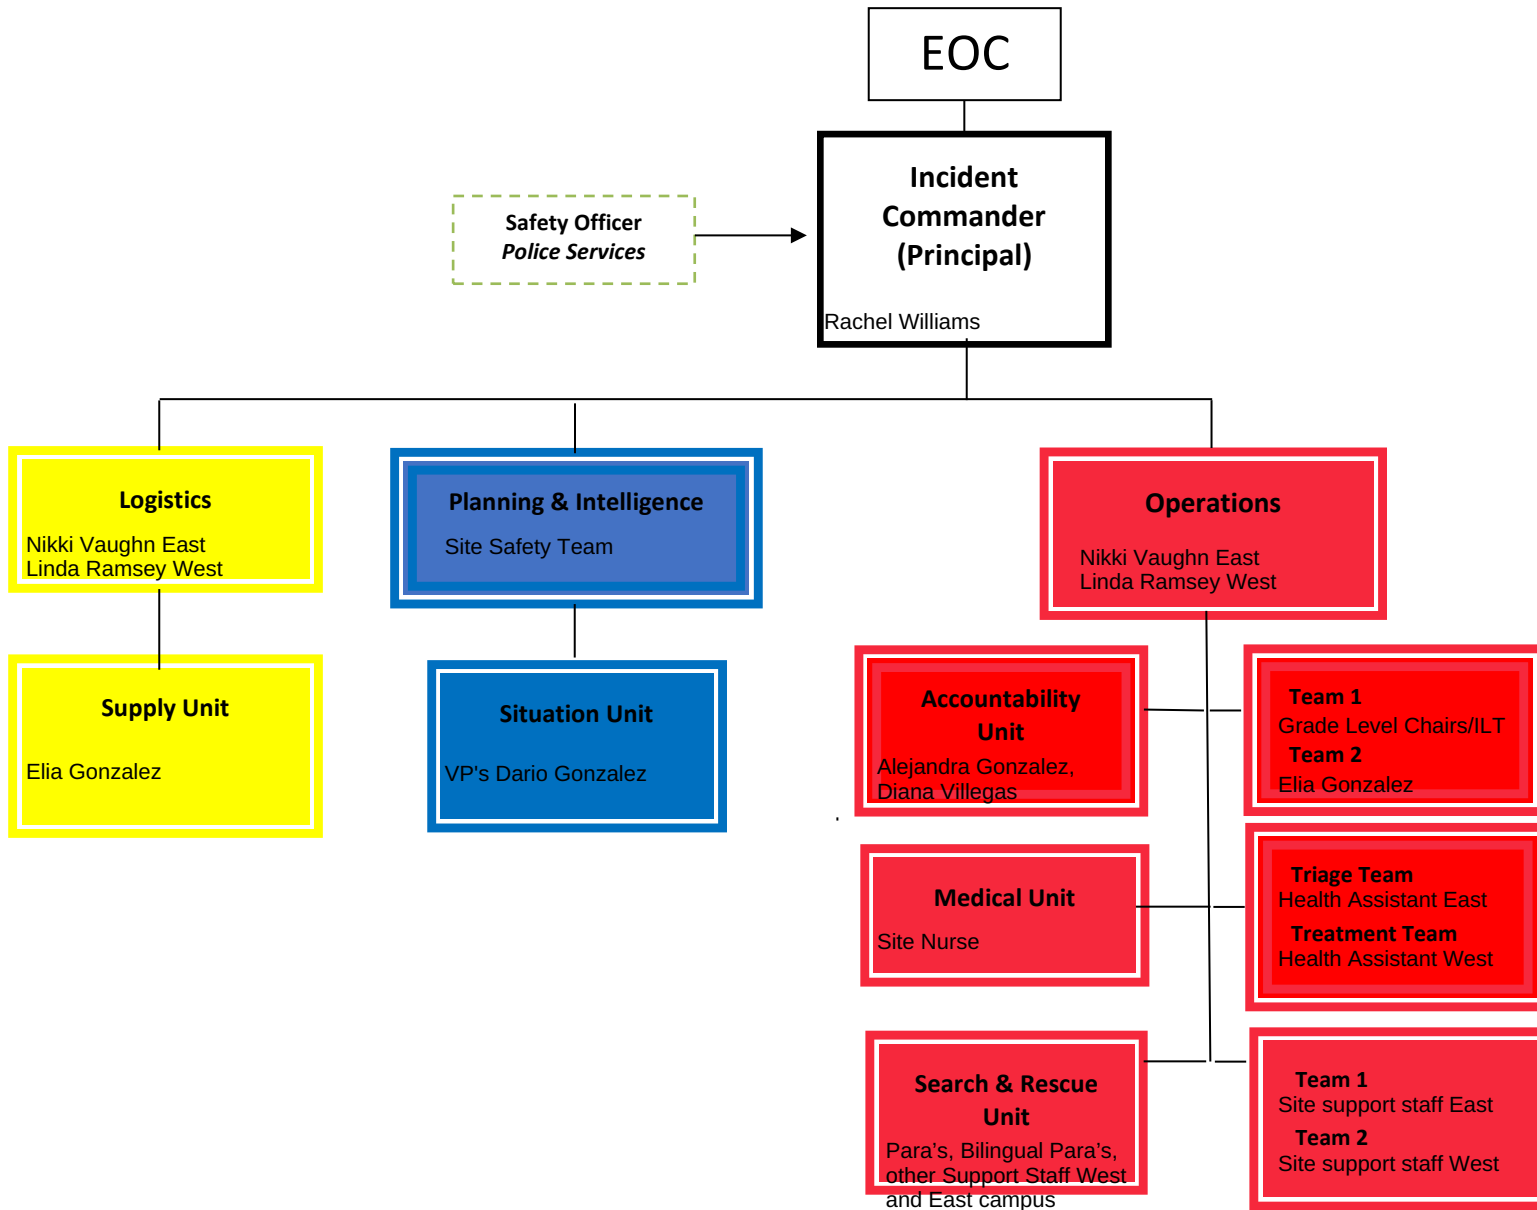 EOC
Incident
Commander
(Principal)
Rachel Williams
Safety Officer
Police Services
Logistics
Nikki Vaughn East
Linda Ramsey West
Planning & Intelligence
Site Safety Team
Operations
Nikki Vaughn East
Linda Ramsey West
Supply Unit
Elia Gonzalez
Situation Unit
VP's Dario Gonzalez
Accountability
Unit
Alejandra Gonzalez,
Diana Villegas
Team 1
Grade Level Chairs/ILT
Team 2
Elia Gonzalez
.
Medical Unit
Site Nurse
Triage Team
Health Assistant East
Treatment Team
Health Assistant West
Search & Rescue
Unit
Para’s, Bilingual Para’s,
other Support Staff West
and East campus
Team 1
Site support staff East
Team 2
Site support staff West